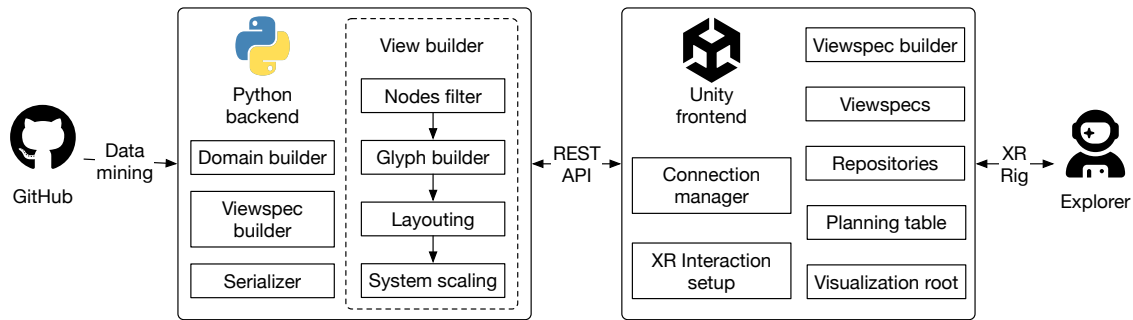 GitHub
Data
mining
Python
backend
Domain builder
Viewspec
builder
Serializer
View builder
Nodes filter
Glyph builder
Layouting
System scaling
REST
API
Unity
frontend
Connection
manager
XR Interaction
setup
Viewspec builder
Viewspecs
Repositories
Planning table
Visualization root
XR
Rig
Explorer